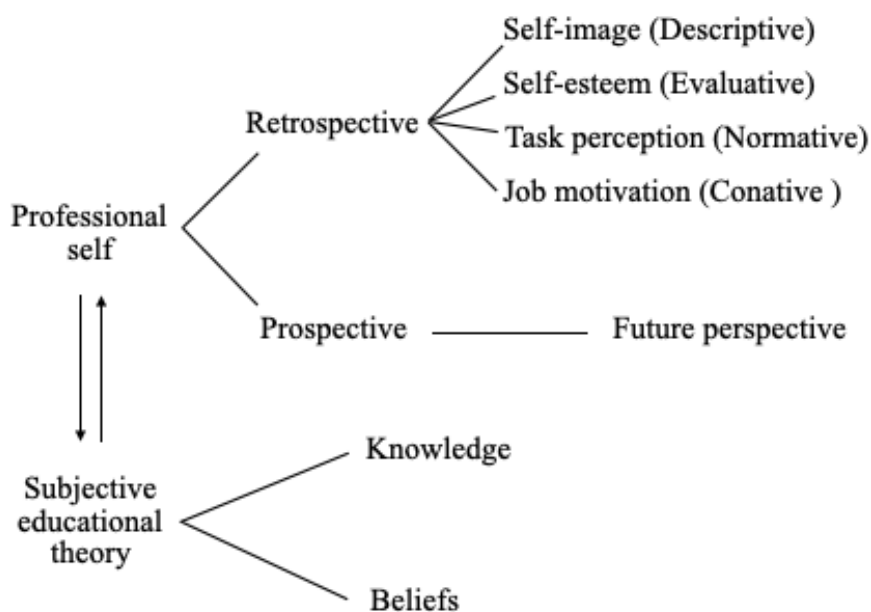 Self-image (Descriptive)
Self-esteem (Evaluative)
Retrospective
Task perception (Normative)
Job motivation (Conative )
Professional
self
Prospective
Future perspective
Knowledge
Subjective
educational
theory
Beliefs